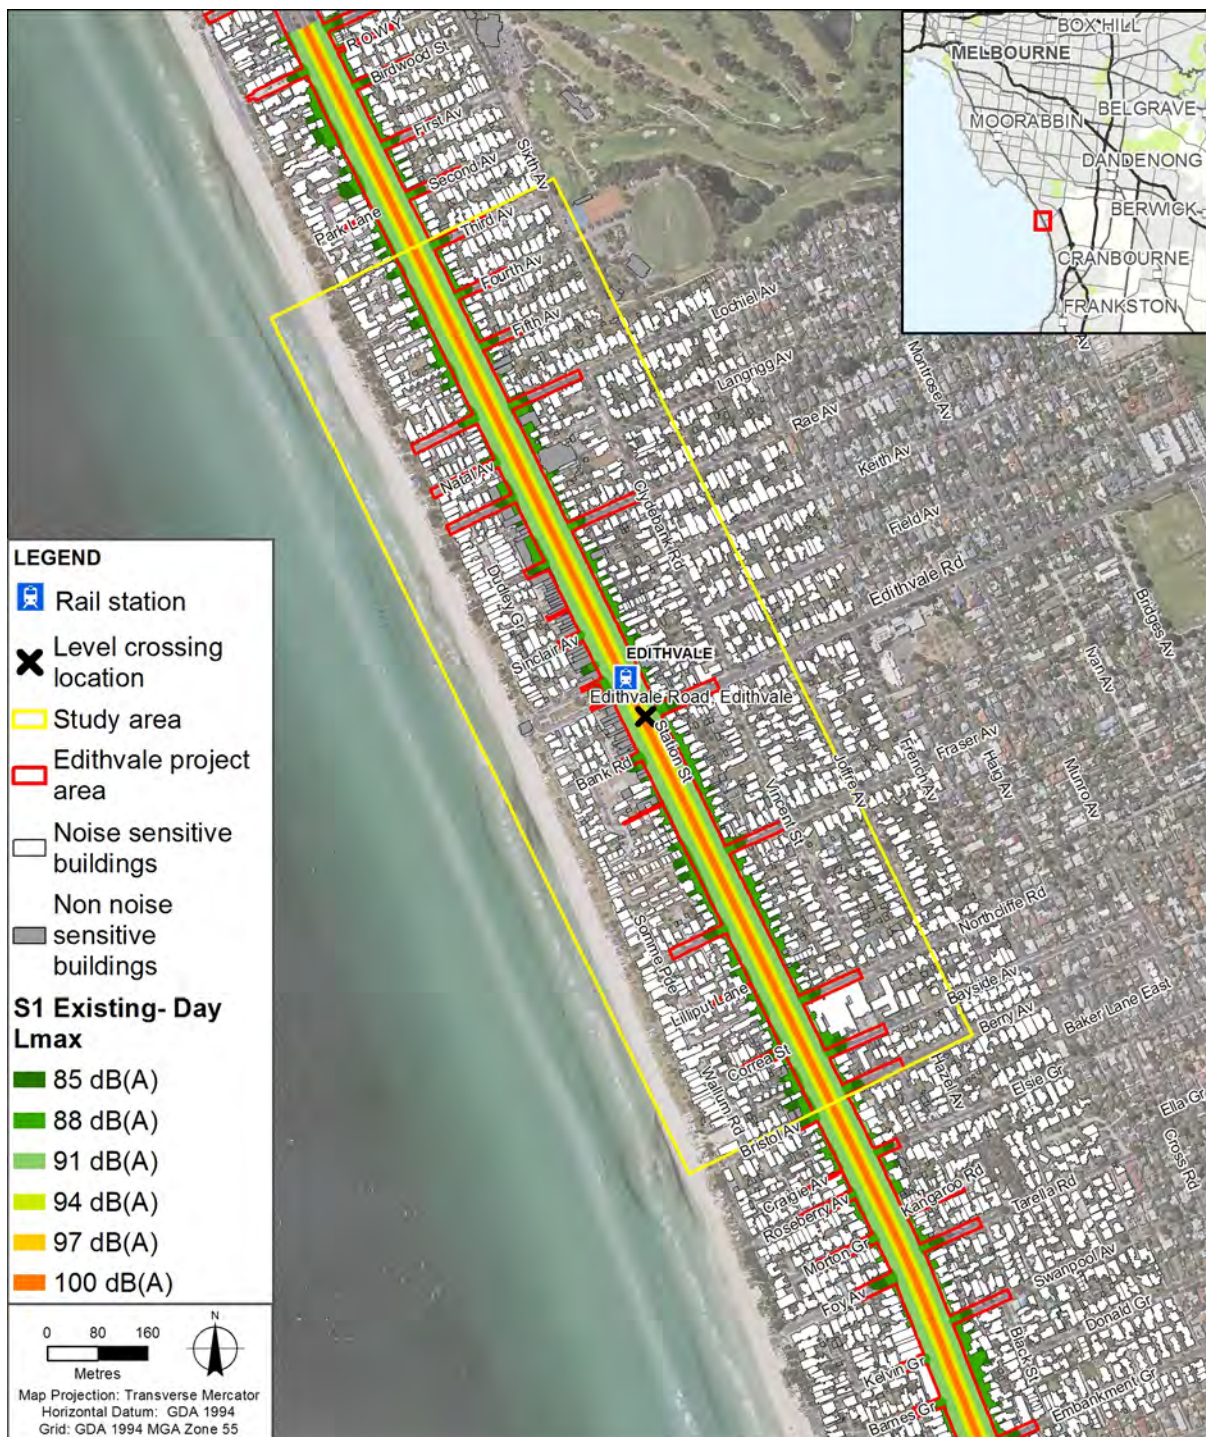 ROWY
Birdwood St
First Av
Second Av
Sixth Av
Park Lane
Third Av
Fourth Av
Fifth Av
Lochiel Av
Langrigg Av
Montrose Av
Av
Rae Av
Keith Av
Natal Av
Clydebank Rd
Field Av
Edithvale Rd
Dudley Gr
Bridges Av
Sinclair Av
Ivan Av
EDITHVALE
Edithvale Road, Edithvale
Station St
Bank Rd
Vincent St
Joffre Av
French Av
Fraser Av
Haig Av
Munro Av
Somme Pde
Northcliffe Rd
Lilliput Lane
Bayside Av
Berry Av
Baker Lane East
Correa St
Wallum Rd
Hazel Av
Elsie Gr
Ella Gr
Cross Rd
Bristol Av
Craigie Av
Roseberry Av
Kangaroo Rd
Tarella Rd
Morton Gr
Swanpool Av
Foy Av
Donald Gr
Black St
Kelvin Gr
Embankment Gr
Barnes Gr
BOX HILL
MELBOURNE
BELGRAVE
MOORABBIN
DANDENONG
BERWICK
CRANBOURNE
FRANKSTON
LEGEND
Rail station
Level crossing
location
Study area
Edithvale project
area
Noise sensitive
buildings
Non noise
sensitive
buildings
S1 Existing- Day
Lmax
85 dB(A)
88 dB(A)
91 dB(A)
94 dB(A)
97 dB(A)
100 dB(A)
0 80 160
Metres
N
Map Projection: Transverse Mercator
Horizontal Datum: GDA 1994
Grid: GDA 1994 MGA Zone 55